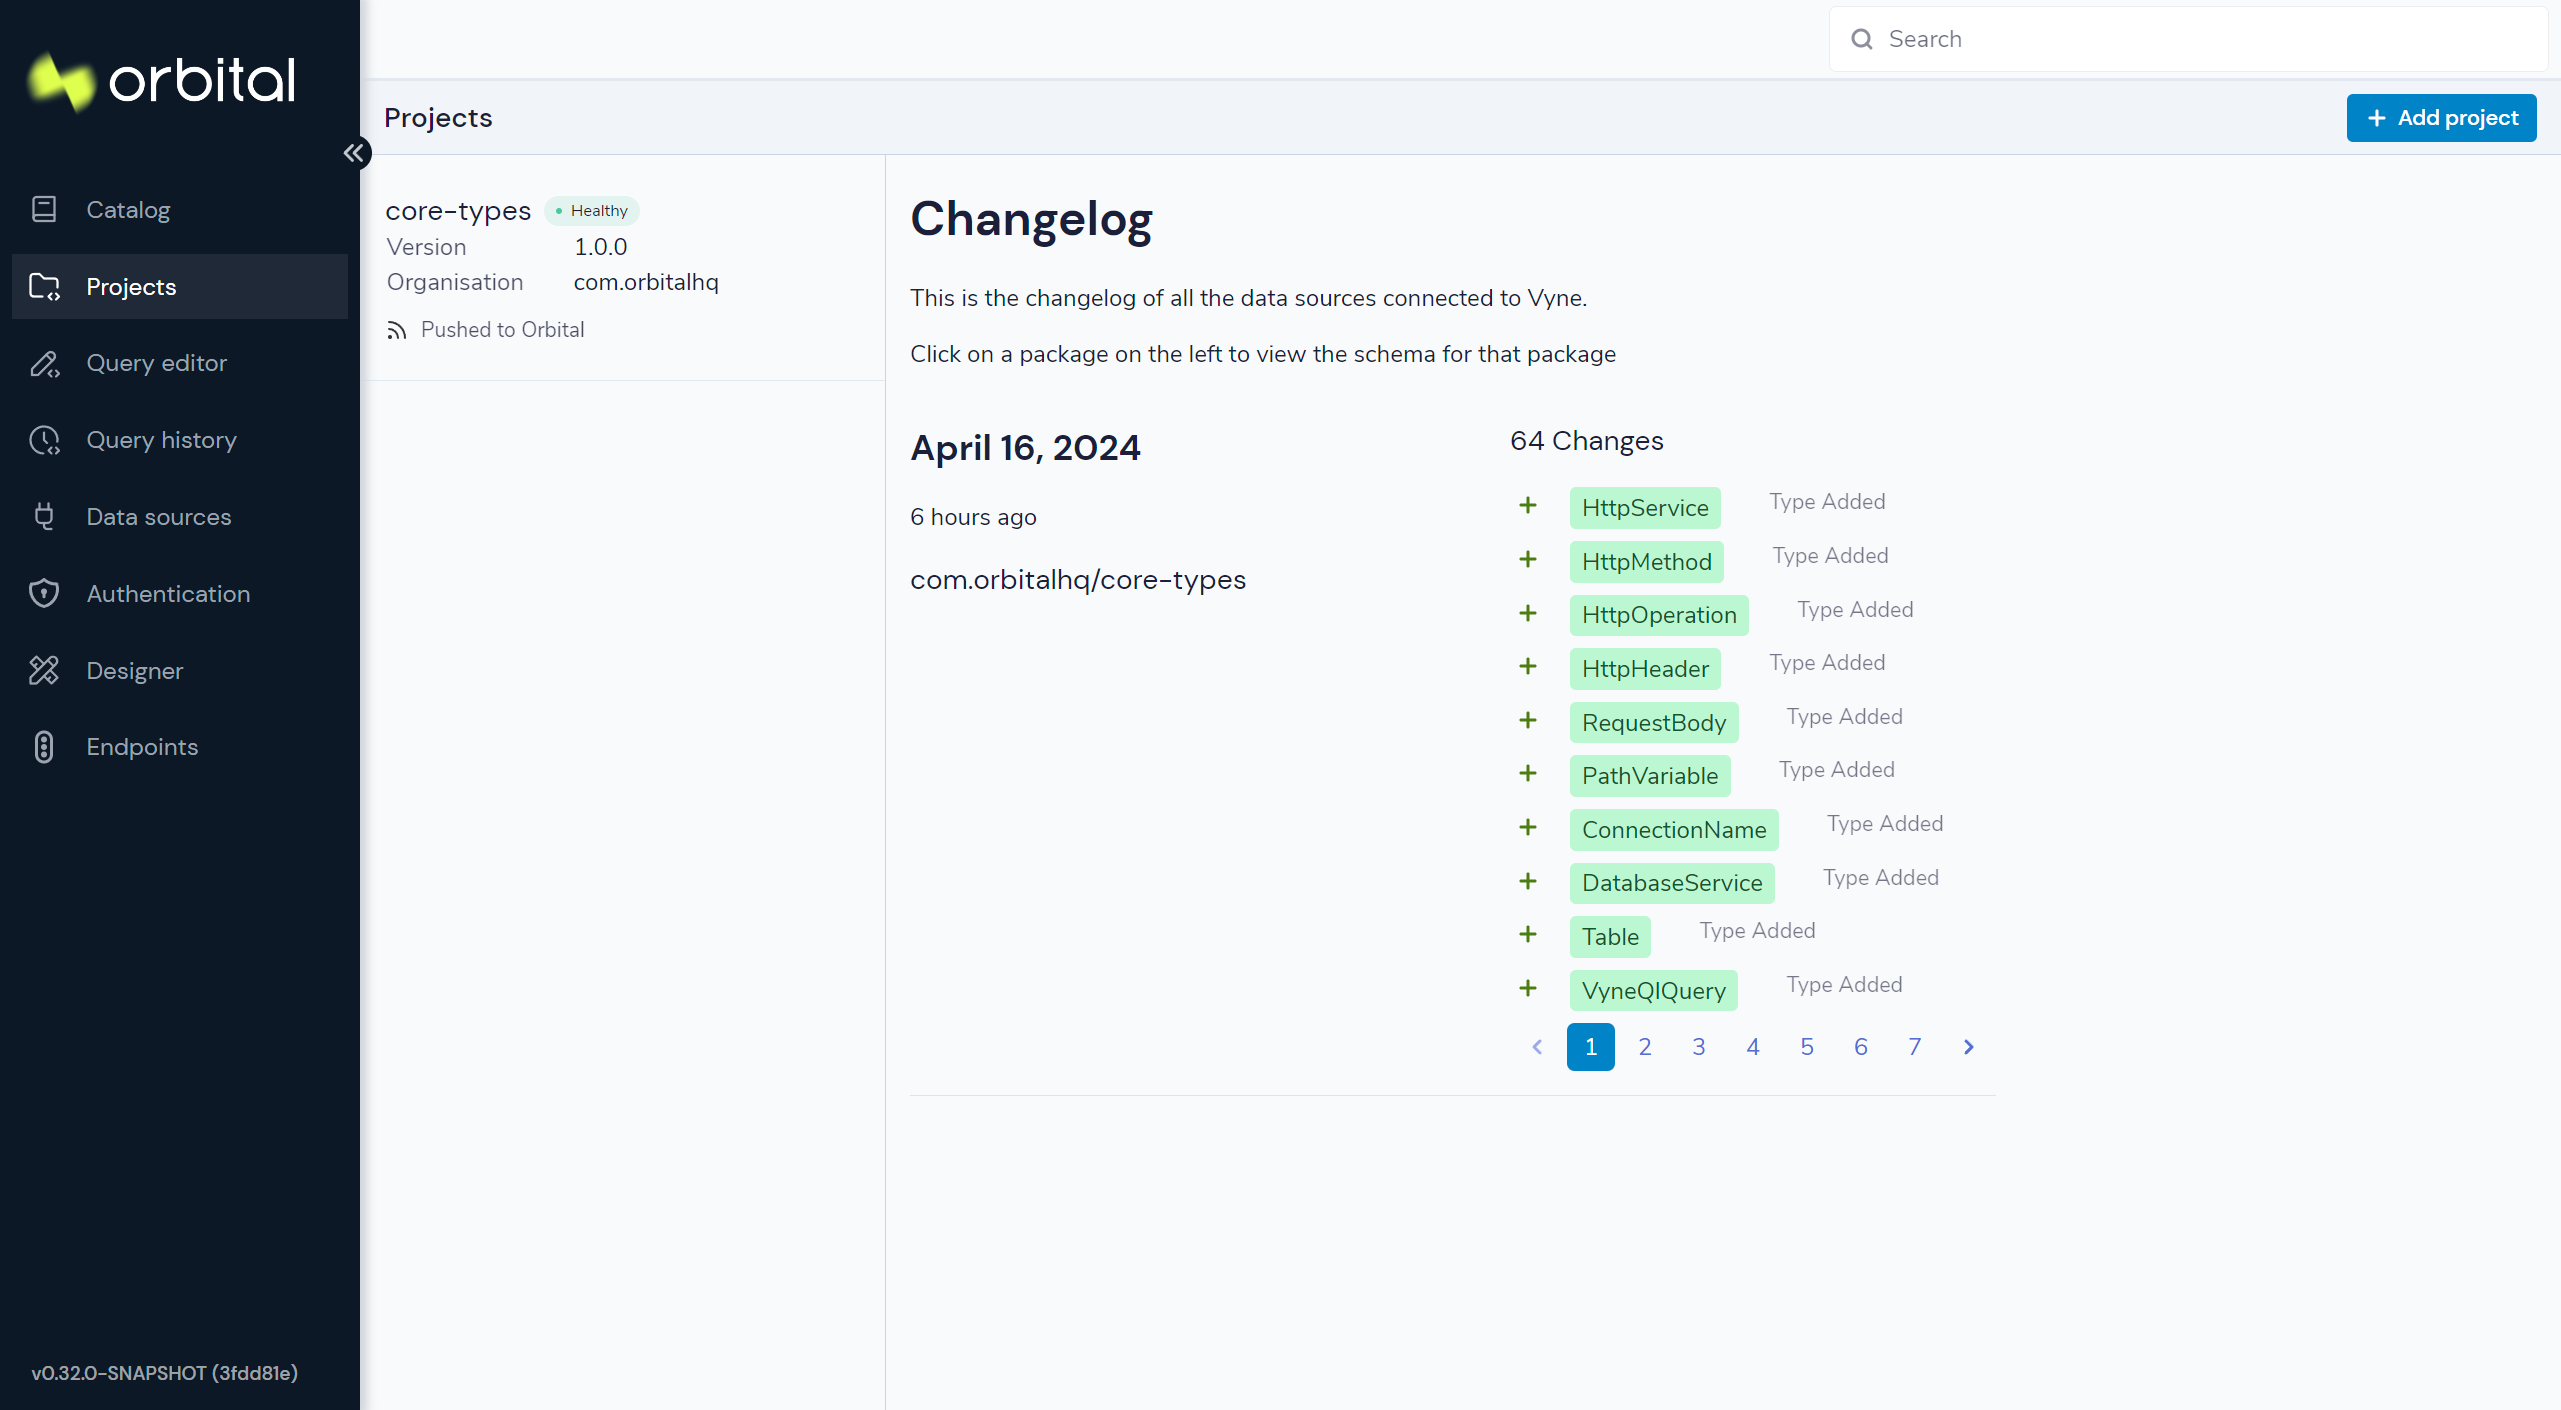 orbital
Search
Projects
Add project
Catalog
Projects
Query editor
Query history
Data sources
Authentication
Designer
Endpoints
v0.32.0-SNAPSHOT (3fdd81e)
core-types Healthy
Version 1.0.0
Organisation com.orbitalhq
Pushed to Orbital
Changelog
This is the changelog of all the data sources connected to Vyne.
Click on a package on the left to view the schema for that package
April 16, 2024
6 hours ago
com.orbitalhq/core-types
64 Changes
+ HttpService Type Added
+ HttpMethod Type Added
+ HttpOperation Type Added
+ HttpHeader Type Added
+ RequestBody Type Added
+ PathVariable Type Added
+ ConnectionName Type Added
+ DatabaseService Type Added
+ Table Type Added
+ VyneQlQuery Type Added
1 2 3 4 5 6 7